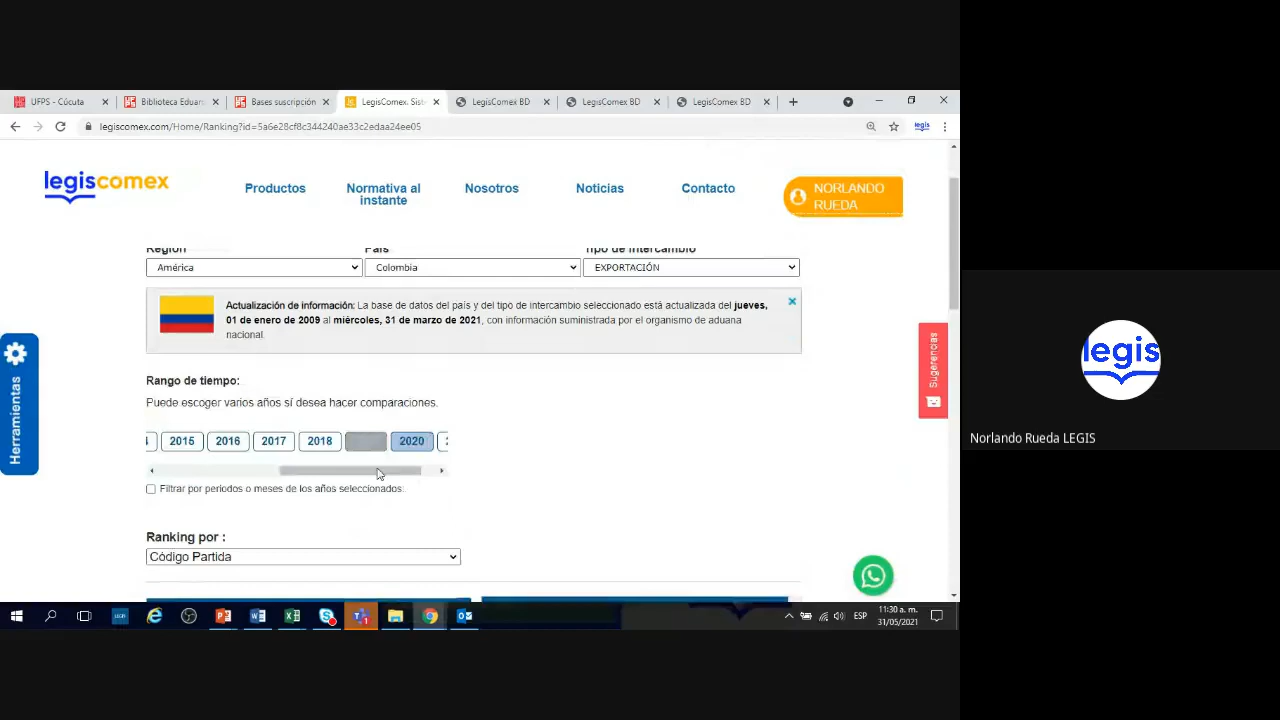 UFPS - Cúcuta
Biblioteca Eduar
Bases suscripción
LegisComex. Sist
LegisComex BD
LegisComex BD
LegisComex BD
legiscomex.com/Home/Ranking?id=5a6e28cf8c344240ae33c2edaa24ee05
legis
legiscomex
Productos
Normativa al instante
Nosotros
Noticias
Contacto
NORLANDO RUEDA
Región
País
Tipo de intercambio
América
Colombia
EXPORTACIÓN
Actualización de información: La base de datos del país y del tipo de intercambio seleccionado está actualizada del jueves,
01 de enero de 2009 al miércoles, 31 de marzo de 2021, con información suministrada por el organismo de aduana
nacional.
Herramientas
Sugerencias
Rango de tiempo:
Puede escoger varios años sí desea hacer comparaciones.
4 2015 2016 2017 2018 2020
Filtrar por periodos o meses de los años seleccionados.
Ranking por :
Código Partida
legis
Norlando Rueda LEGIS
ESP
11:30 a. m.
31/05/2021